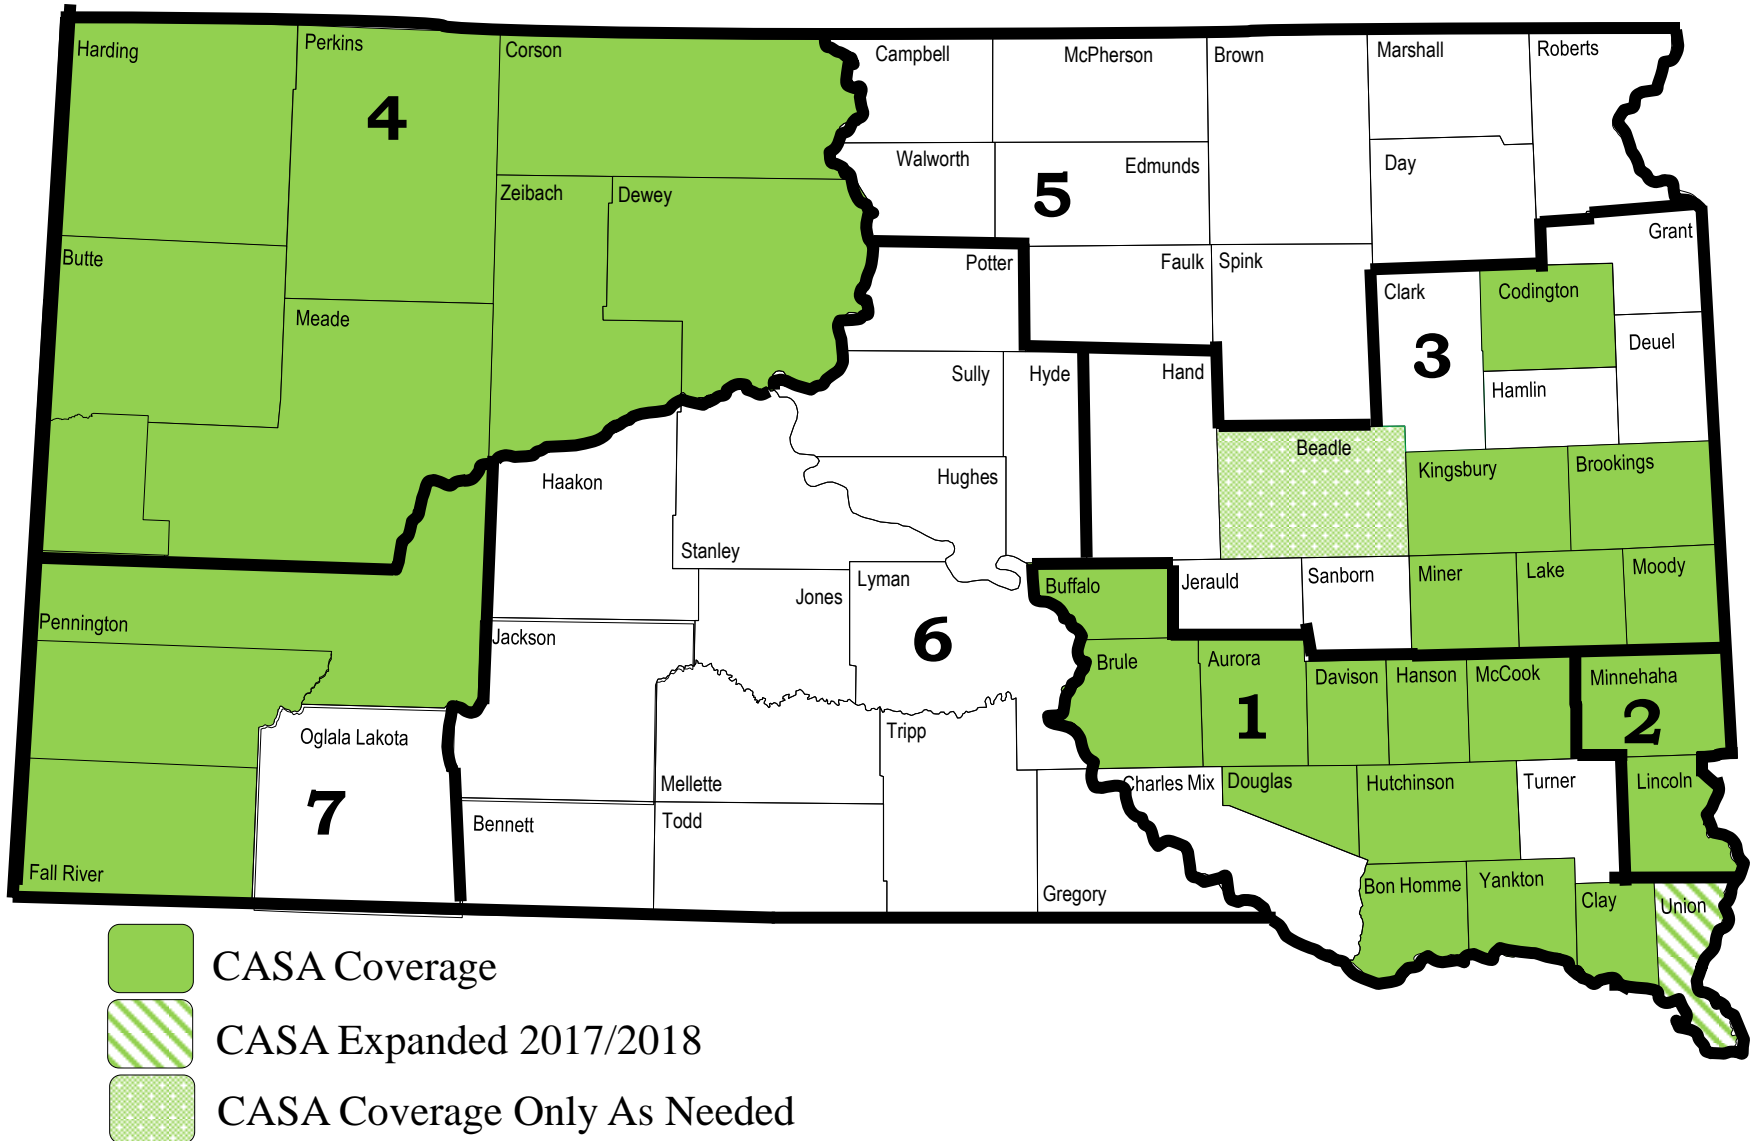 Harding
Perkins
Corson
Campbell
McPherson
Brown
Marshall
Roberts
4
Walworth
Edmunds
Day
5
Zeibach
Dewey
Grant
Butte
Potter
Faulk
Spink
Clark
Codington
Meade
3
Deuel
Sully
Hyde
Hand
Hamlin
Beadle
Kingsbury
Brookings
Haakon
Hughes
Stanley
Lyman
Jones
Buffalo
Jerauld
Sanborn
Miner
Lake
Moody
Pennington
Jackson
6
Brule
Aurora
Davison
Hanson
McCook
Minnehaha
1
2
Oglala Lakota
Tripp
7
Mellette
Charles Mix
Douglas
Hutchinson
Turner
Lincoln
Bennett
Todd
Fall River
Gregory
Bon Homme
Yankton
Clay
Union
CASA Coverage
CASA Expanded 2017/2018
CASA Coverage Only As Needed